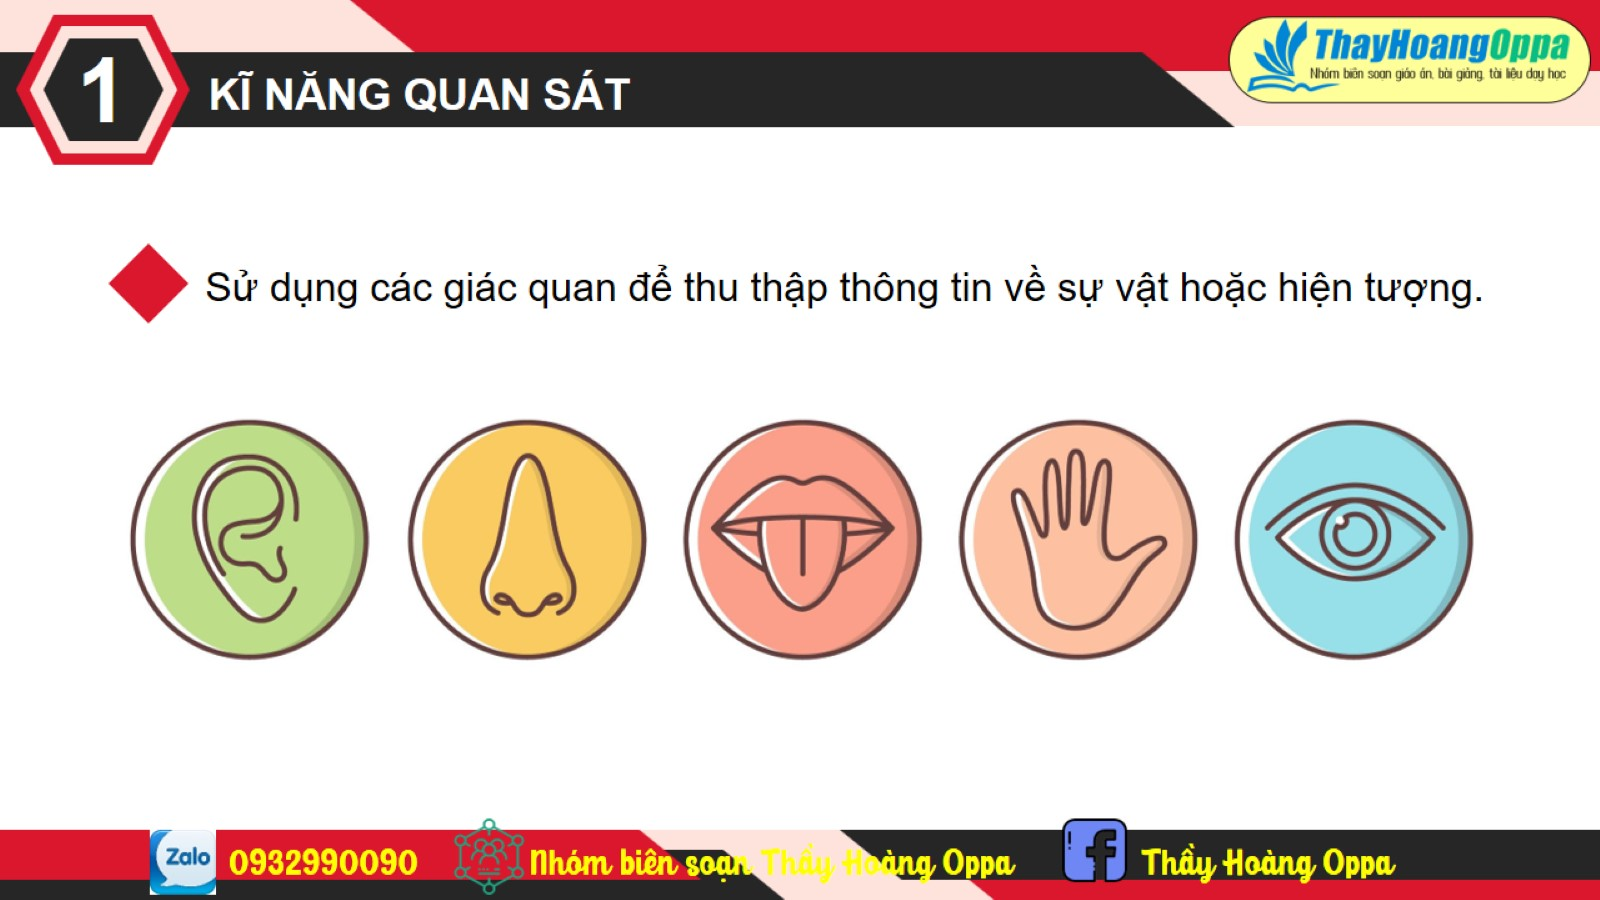 1
KĨ NĂNG QUAN SÁT
ThayHoangOppa
Nhóm biên soạn giáo án, bài giảng, tài liệu dạy học
Sử dụng các giác quan để thu thập thông tin về sự vật hoặc hiện tượng.
Zalo
0932990090
Nhóm biên soạn Thầy Hoàng Oppa
Thầy Hoàng Oppa